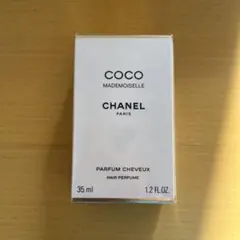 COCO
MADEMOISELLE
CHANEL
PARIS
PARFUM CHEVEUX
HAIR PERFUME
35 ml 1.2 FL.OZ.